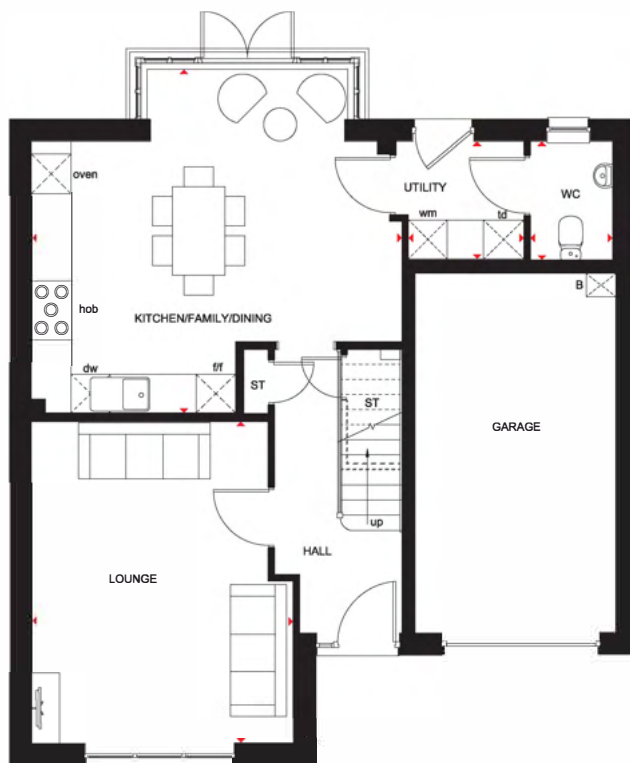 oven
UTILITY
WC
wm
td
hob
KITCHEN/FAMILY/DINING
B
dw
f/f
ST
ST
GARAGE
up
HALL
LOUNGE